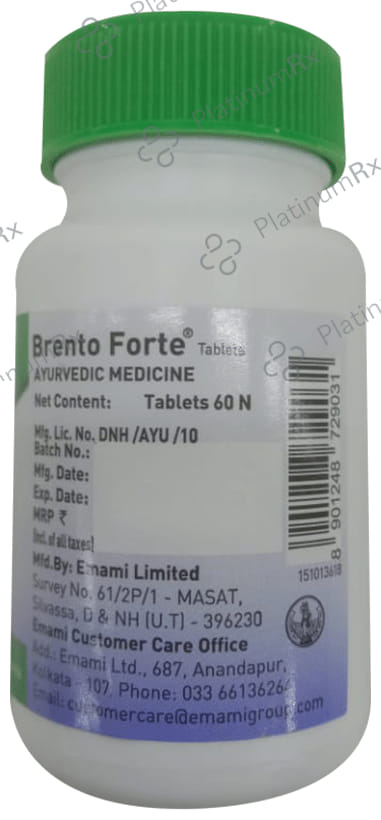 Brento Forte® Tablets
AYURVEDIC MEDICINE
Net Content: Tablets 60 N
Mfg. Lic. No. DNH /AYU /10
Batch No.:
Mfg. Date:
Exp. Date:
MRP ₹
(Incl. of all taxes)
Mfd.By: Emami Limited
Survey No. 61/2P/1 - MASAT,
Silvassa, D & NH (U.T) - 396230
Emami Customer Care Office
Add.: Emami Ltd., 687, Anandapur,
Kolkata - 107, Phone: 033 66136264
Email: customercare@emamigroup.com
8 901248 729031
151013618
PlatinumRx
PlatinumRx
PlatinumRx